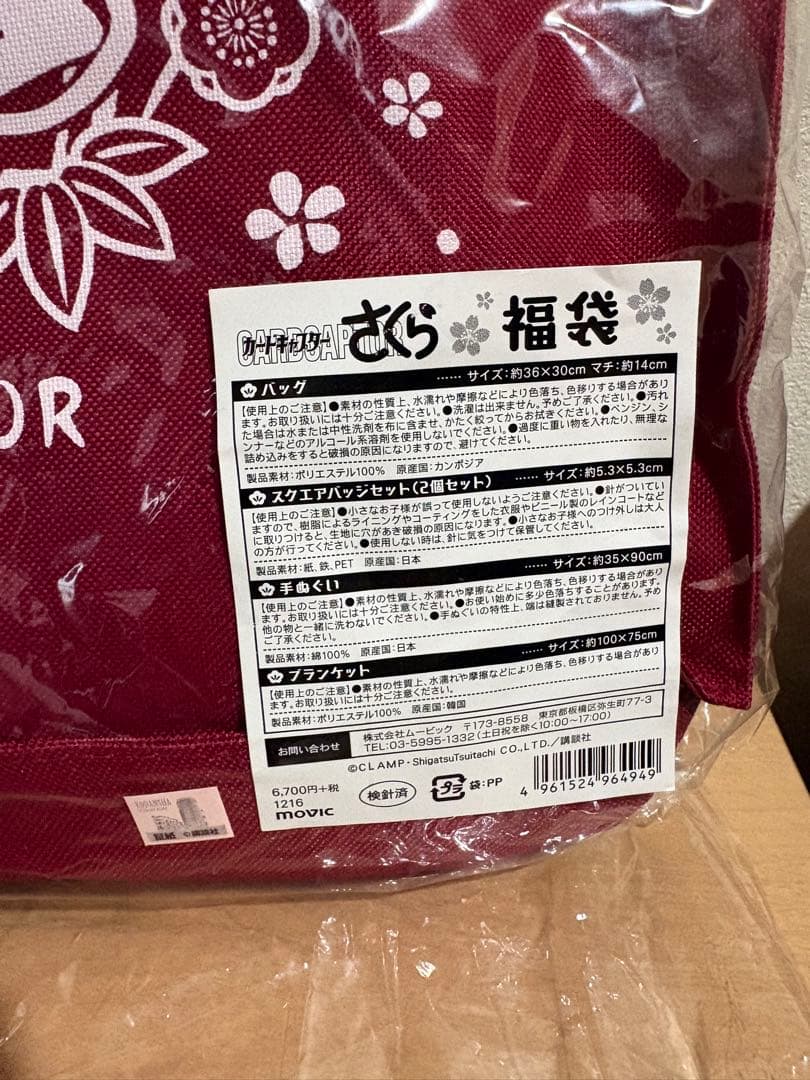 OR
CARDCAPTOR
カードキャプター さくら 福袋
バッグ …… サイズ：約36×30cm マチ：約14cm
【使用上のご注意】●素材の性質上、水濡れや摩擦などにより色落ち、色移りする場合があり
ます。お取り扱いには十分ご注意ください。●洗濯は出来ません。予めご了承ください。●汚れ
た場合は水または中性洗剤を布に含ませ、かたく絞ってからお拭きください。●ベンジン、シ
ンナーなどのアルコール系溶剤を使用しないでください。●過度に重い物を入れたり、無理な
詰め込みをすると破損の原因になりますので、避けてください。
製品素材：ポリエステル100% 原産国：カンボジア
スクエアバッジセット(2個セット) …… サイズ：約5.3×5.3cm
【使用上のご注意】●小さなお子様が誤って使用しないようご注意ください。●針がついてい
ますので、樹脂によるライニングやコーティングをした衣服やビニール製のレインコートなど
に取りつけると、生地に穴があき破損の原因になります。●小さなお子様へのつけ外しは大人
の方が行ってください。●使用しない時は、針に気をつけて保管してください。
製品素材：紙、鉄、PET 原産国：日本
手ぬぐい …… サイズ：約35×90cm
【使用上のご注意】●素材の性質上、水濡れや摩擦などにより色落ち、色移りする場合があり
ます。お取り扱いには十分ご注意ください。●お使い始めに多少色落ちすることがあります。
他の物と一緒に洗わないでください。●手ぬぐいの特性上、端は縫製されておりません。予め
ご了承ください。
製品素材：綿100% 原産国：日本
ブランケット …… サイズ：約100×75cm
【使用上のご注意】●素材の性質上、水濡れや摩擦などにより色落ち、色移りする場合があり
ます。お取り扱いには十分ご注意ください。
製品素材：ポリエステル100% 原産国：韓国
お問い合わせ 株式会社ムービック 〒173-8558 東京都板橋区弥生町77-3
TEL:03-5995-1332(土日祝を除く10:00～17:00)
©CLAMP・ShigatsuTsuitachi CO.,LTD./講談社
6,700円+税
1216
movic
検針済
プラ
袋：PP
4 961524 964949
KODANSHA